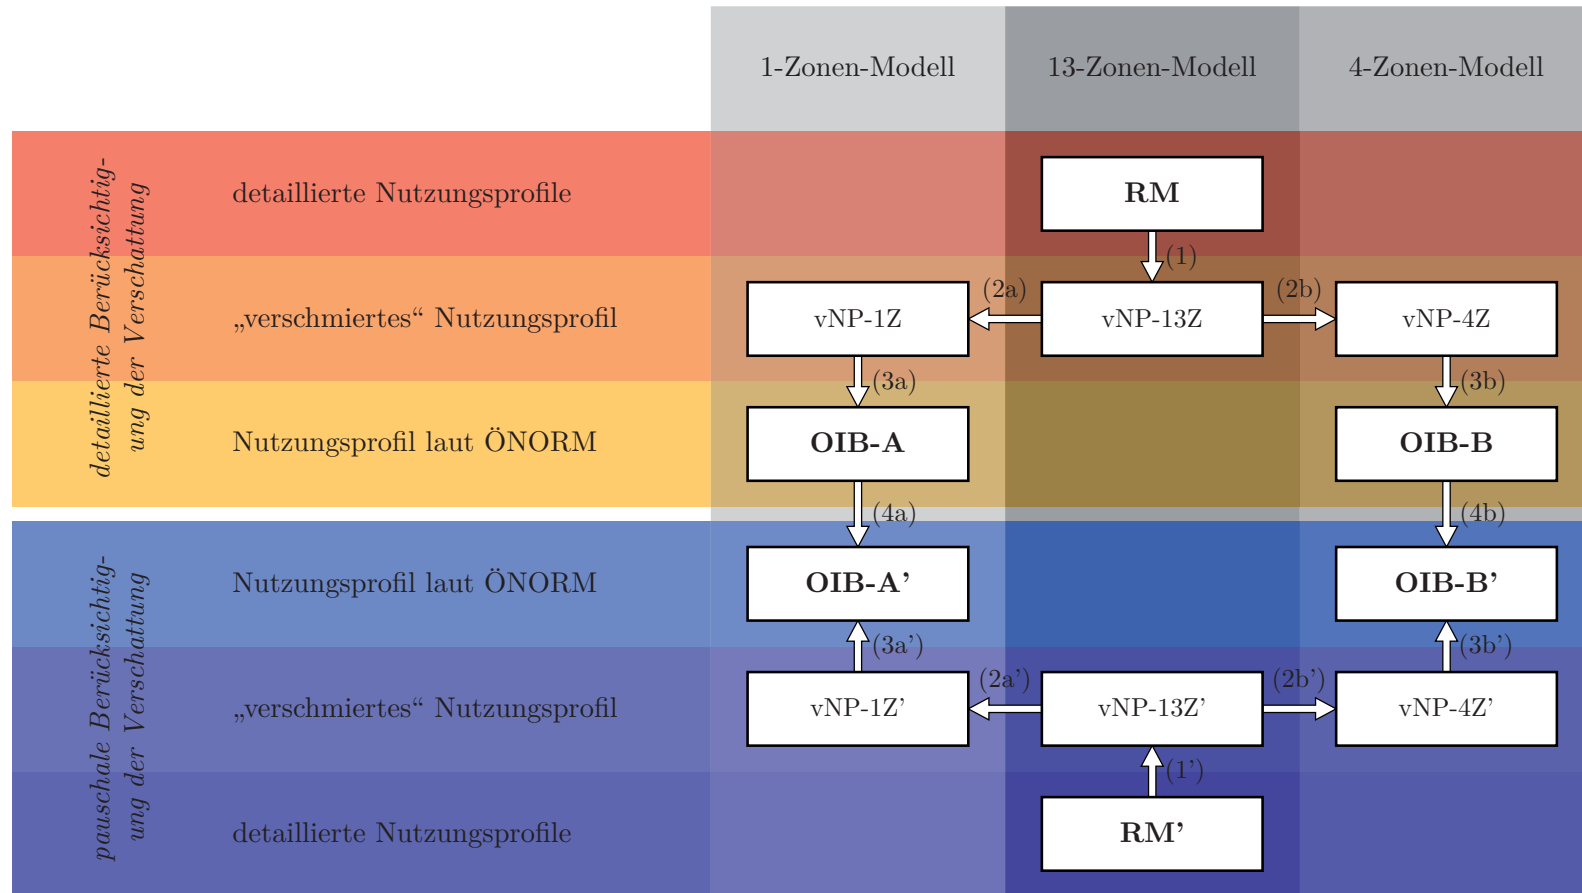 1-Zonen-Modell
13-Zonen-Modell
4-Zonen-Modell
detaillierte Berücksichtig-
ung der Verschattung
detaillierte Nutzungsprofile
RM
(1)
„verschmiertes“ Nutzungsprofil
vNP-1Z
(2a)
vNP-13Z
(2b)
vNP-4Z
(3a)
(3b)
Nutzungsprofil laut ÖNORM
OIB-A
OIB-B
(4a)
(4b)
pauschale Berücksichtig-
ung der Verschattung
Nutzungsprofil laut ÖNORM
OIB-A'
OIB-B'
(3a')
(3b')
„verschmiertes“ Nutzungsprofil
vNP-1Z'
(2a')
vNP-13Z'
(2b')
vNP-4Z'
(1')
detaillierte Nutzungsprofile
RM'